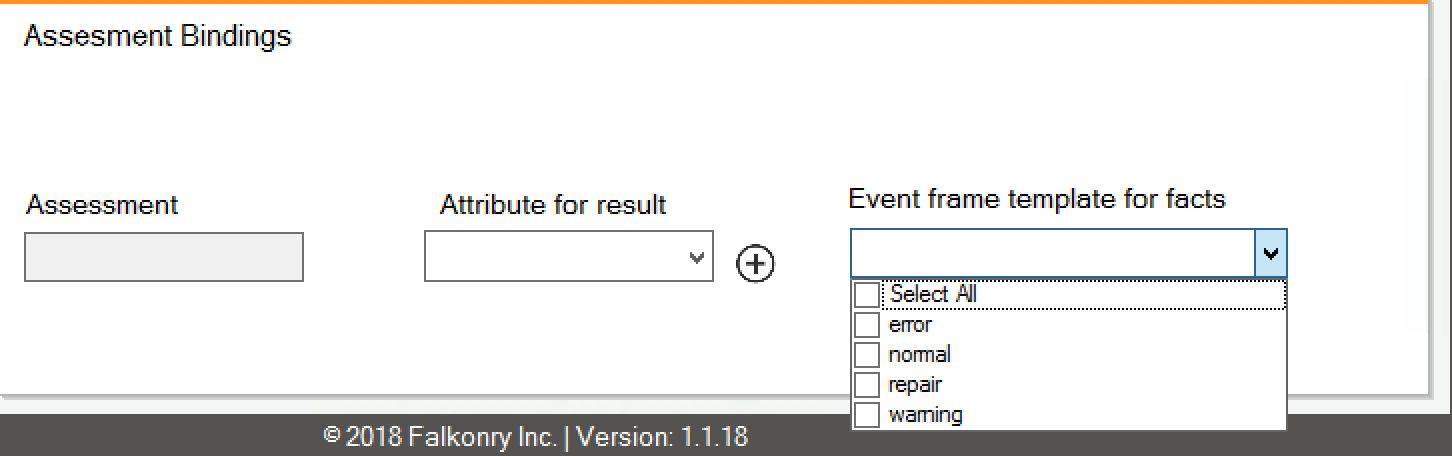 Assesment Bindings
Assessment
Attribute for result
Event frame template for facts
Select All
error
normal
repair
warning
© 2018 Falkonry Inc. | Version: 1.1.18